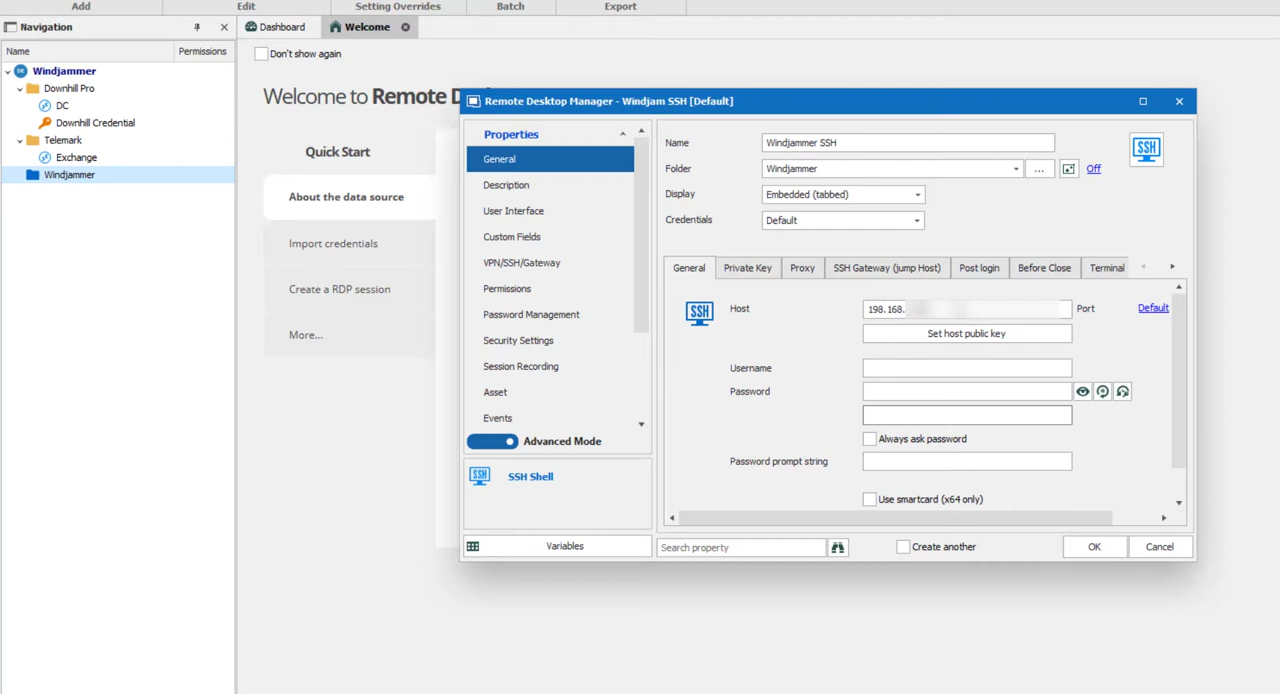 Add Edit Setting Overrides Batch Export
Navigation
Dashboard Welcome
Name Permissions
Don't show again
Windjammer
Downhill Pro
DC
Downhill Credential
Telemark
Exchange
Windjammer
Welcome to Remote D
Quick Start
About the data source
Import credentials
Create a RDP session
More...
Remote Desktop Manager - Windjam SSH [Default]
Properties
General
Description
User Interface
Custom Fields
VPN/SSH/Gateway
Permissions
Password Management
Security Settings
Session Recording
Asset
Events
Advanced Mode
SSH
SSH Shell
Variables
Name Windjammer SSH
SSH
Folder Windjammer ... Off
Display Embedded (tabbed)
Credentials Default
General Private Key Proxy SSH Gateway (jump Host) Post login Before Close Terminal
SSH
Host 198.168. Port Default
Set host public key
Username
Password
Always ask password
Password prompt string
Use smartcard (x64 only)
Search property Create another OK Cancel